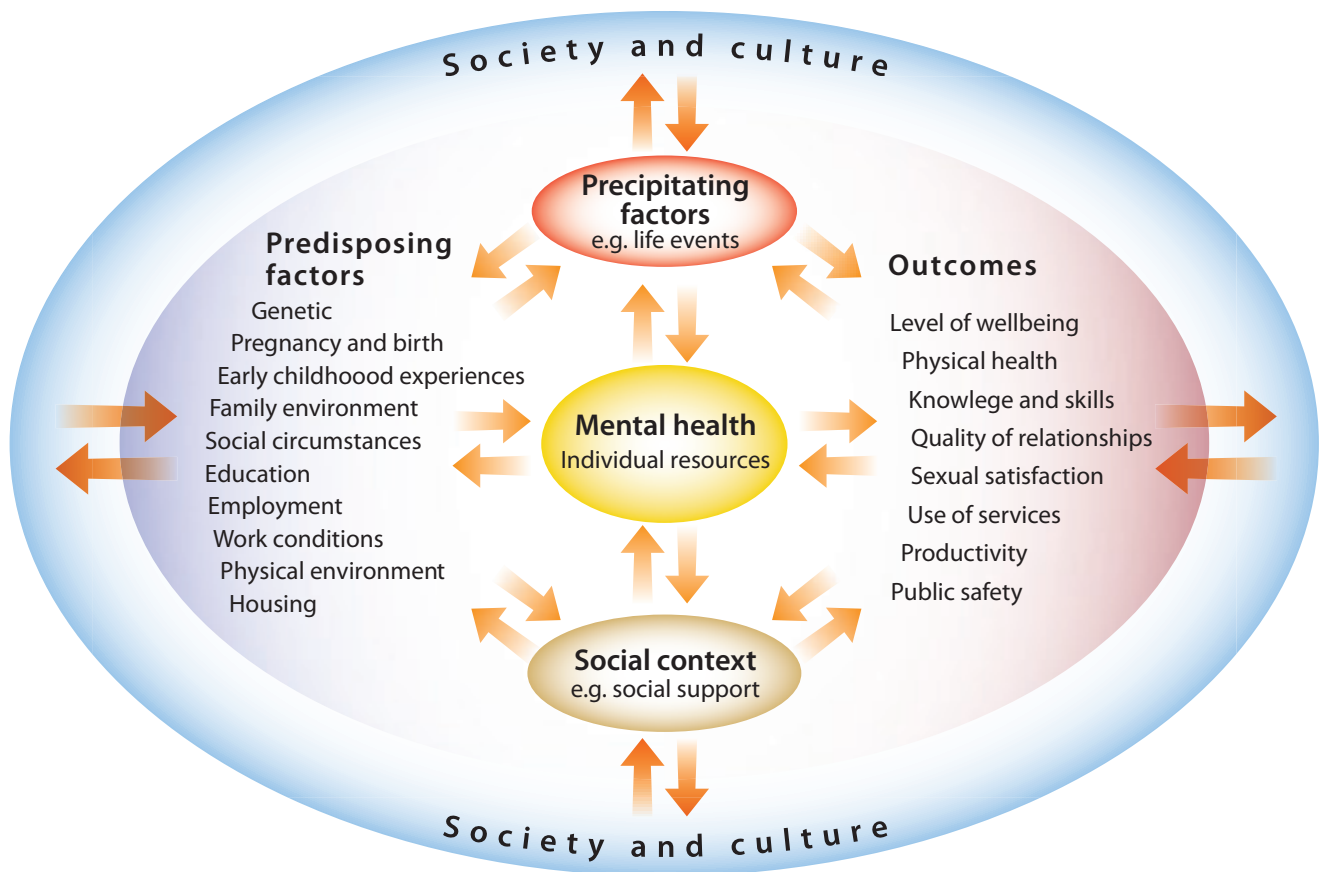 Society and culture
Precipitating
factors
e.g. life events
Predisposing
factors
Genetic
Pregnancy and birth
Early childhoood experiences
Family environment
Social circumstances
Education
Employment
Work conditions
Physical environment
Housing
Mental health
Individual resources
Outcomes
Level of wellbeing
Physical health
Knowlege and skills
Quality of relationships
Sexual satisfaction
Use of services
Productivity
Public safety
Social context
e.g. social support
Society and culture